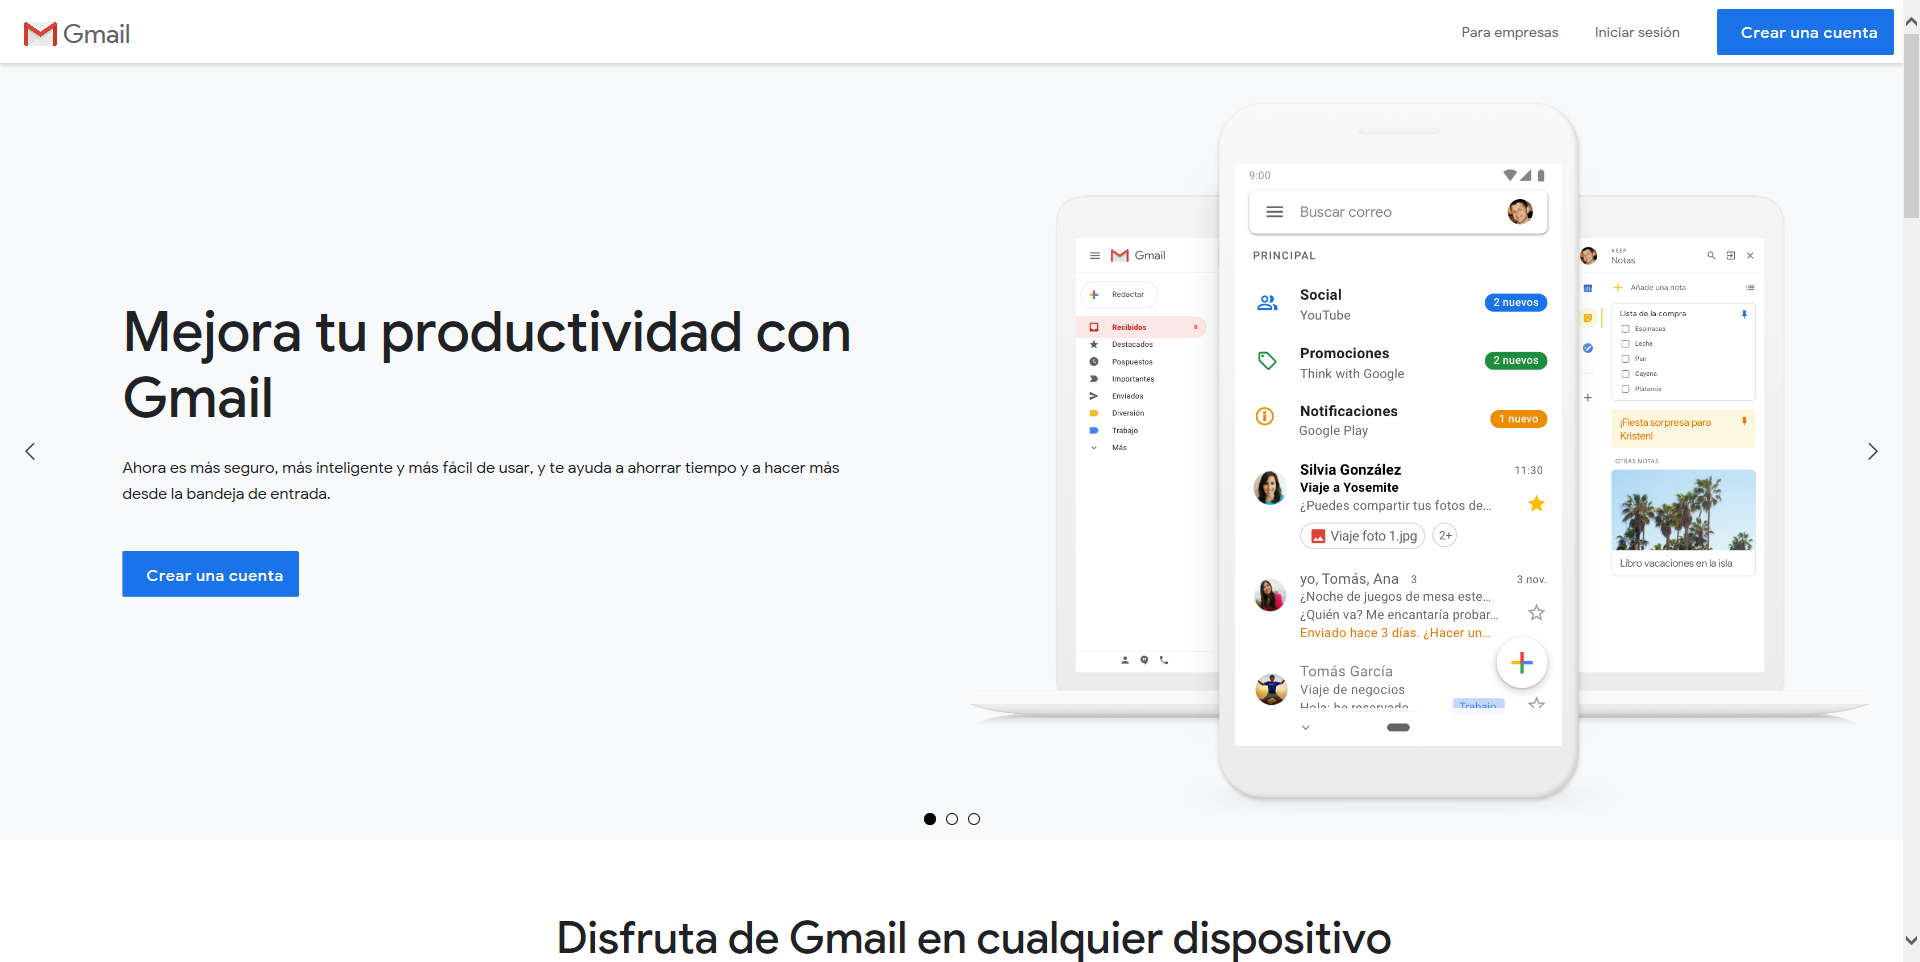 Gmail
Para empresas
Iniciar sesión
Crear una cuenta
Mejora tu productividad con
Gmail
Ahora es más seguro, más inteligente y más fácil de usar, y te ayuda a ahorrar tiempo y a hacer más
desde la bandeja de entrada.
Crear una cuenta
Gmail
Redactar
Recibidos 8
Destacados
Pospuestos
Importantes
Enviados
Diversión
Trabajo
Más
9:00
Buscar correo
PRINCIPAL
Social
2 nuevos
YouTube
Promociones
2 nuevos
Think with Google
Notificaciones
1 nuevo
Google Play
Silvia González 11:30
Viaje a Yosemite
¿Puedes compartir tus fotos de...
Viaje foto 1.jpg 2+
yo, Tomás, Ana 3 3 nov.
¿Noche de juegos de mesa este...
¿Quién va? Me encantaría probar...
Enviado hace 3 días. ¿Hacer un...
Tomás García
Viaje de negocios
Hola: he reservado
Trabajo
KEEP
Notas
Añade una nota
Lista de la compra
Espinacas
Leche
Pan
Cayena
Plátanos
¡Fiesta sorpresa para
Kristen!
OTRAS NOTAS
Libro vacaciones en la isla
Disfruta de Gmail en cualquier dispositivo